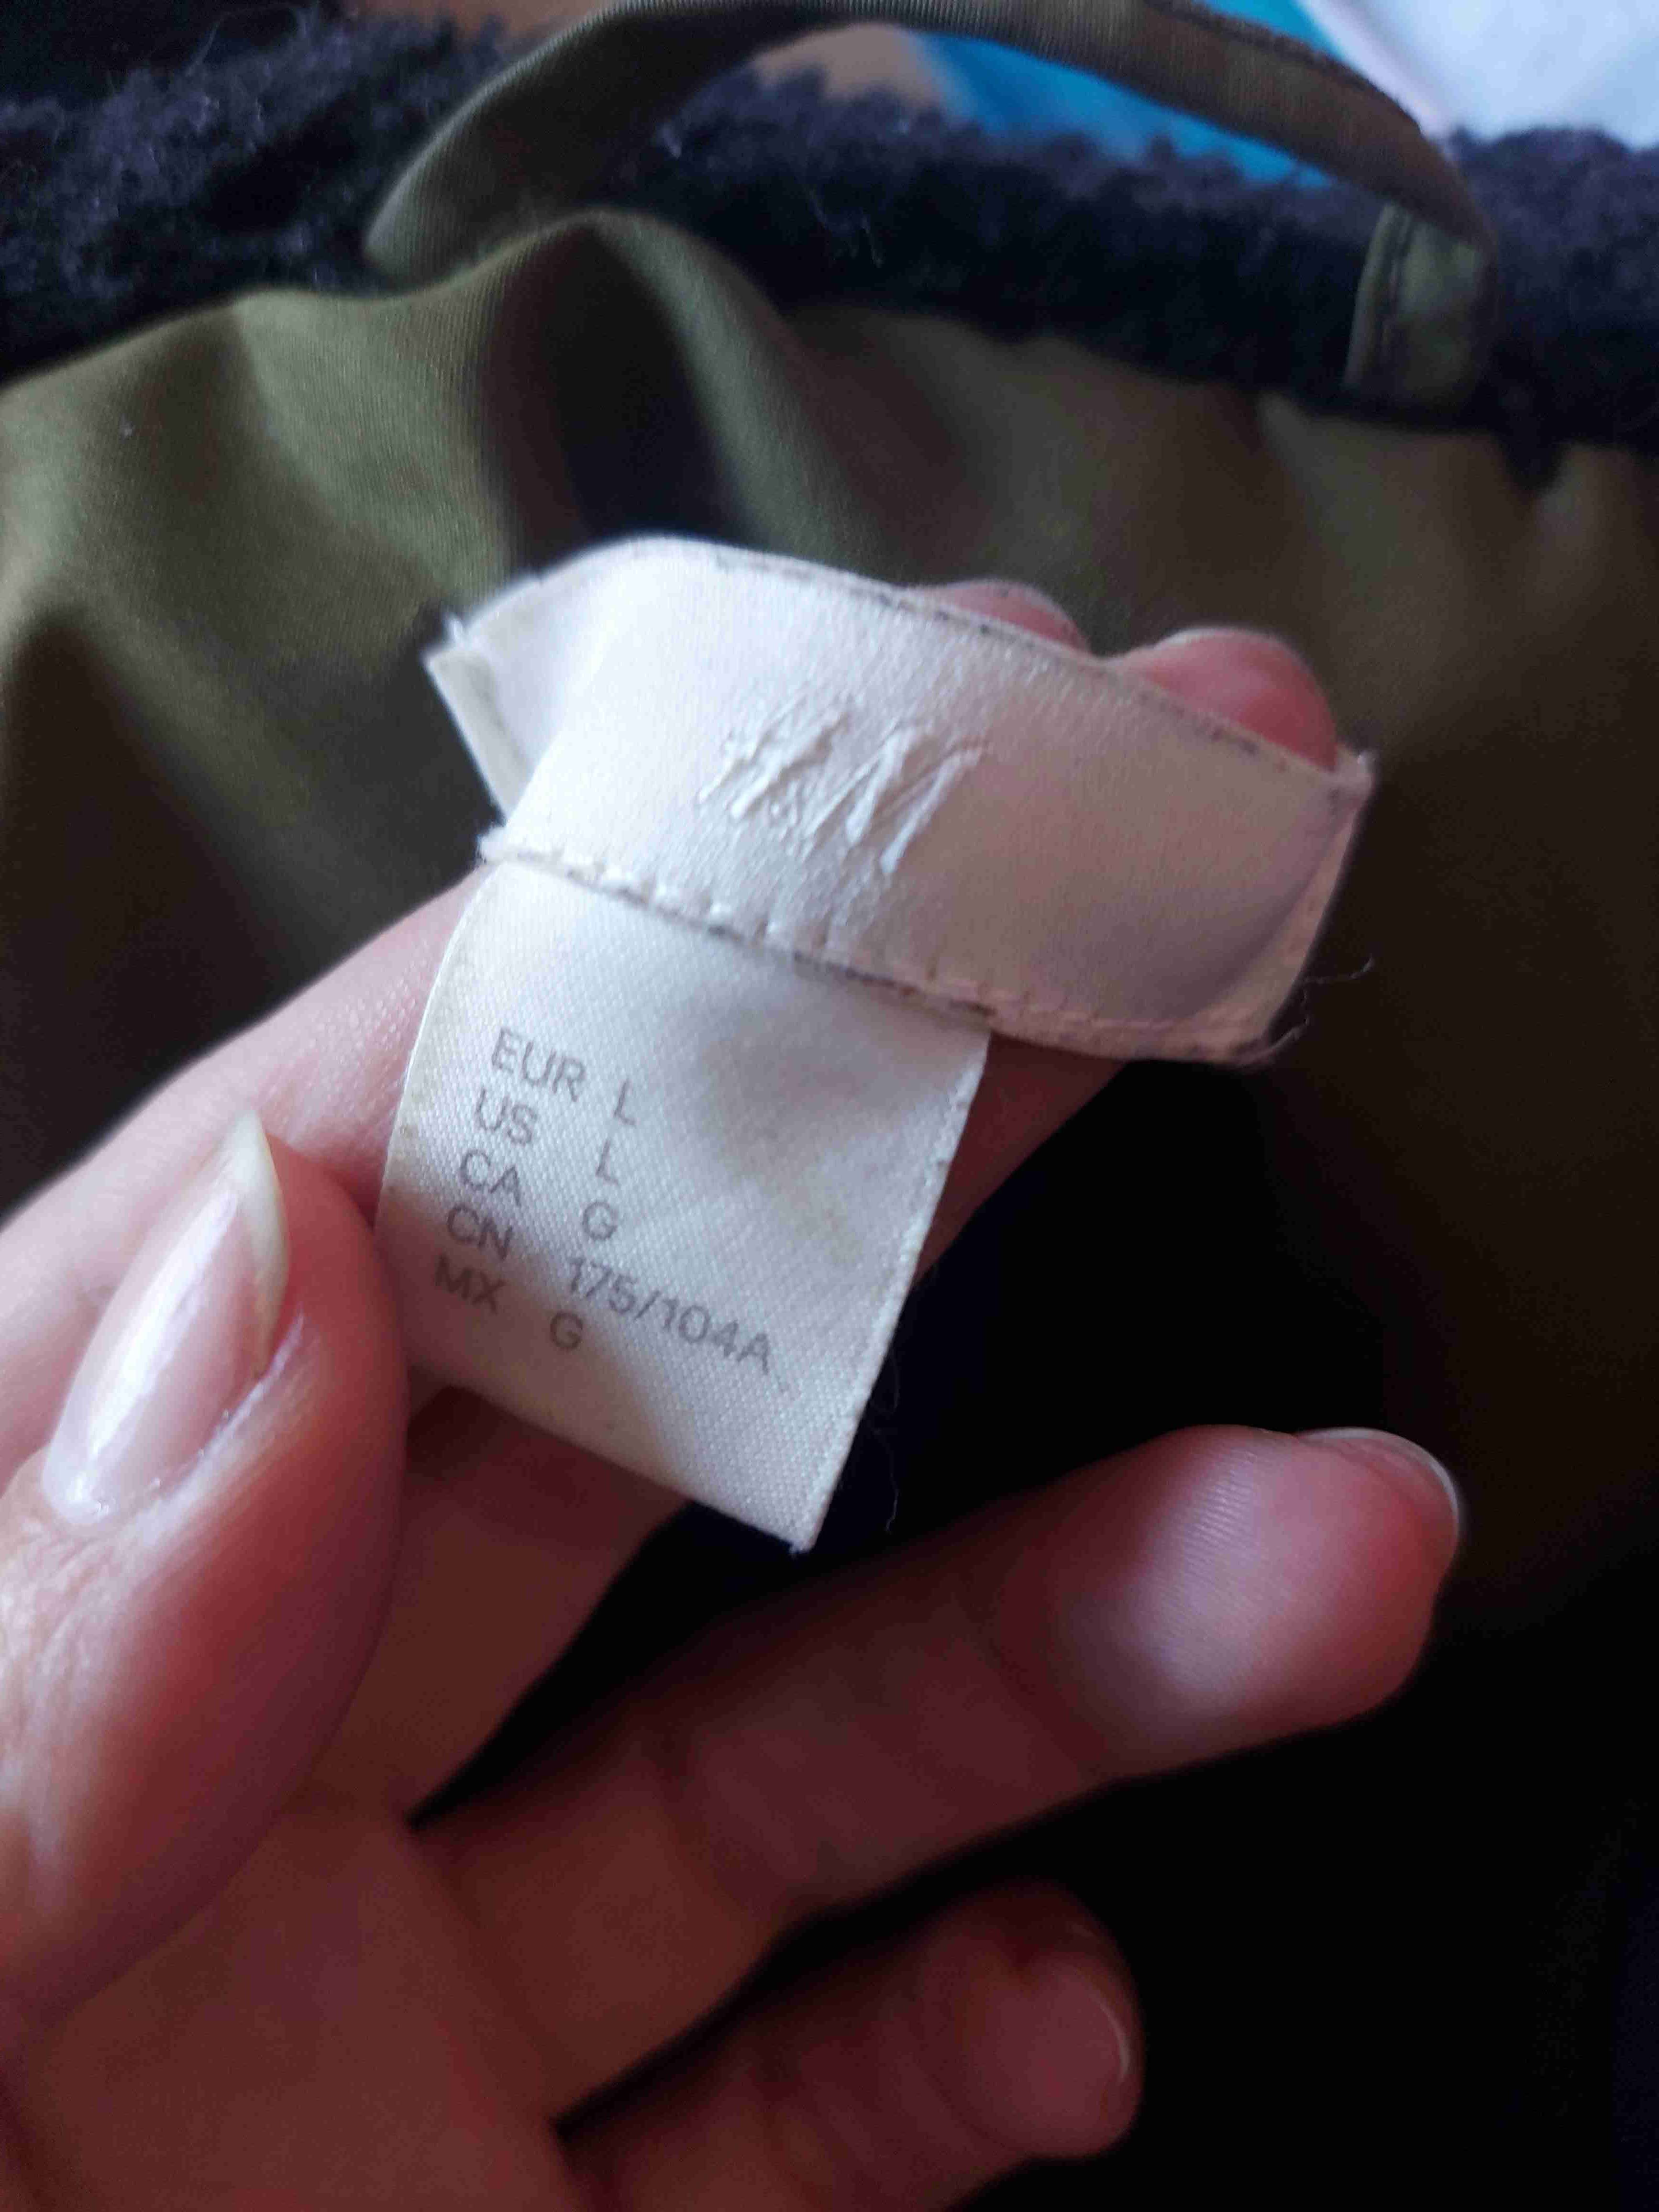 H&M
EUR L
US L
CA G
CN 175/104A
MX G